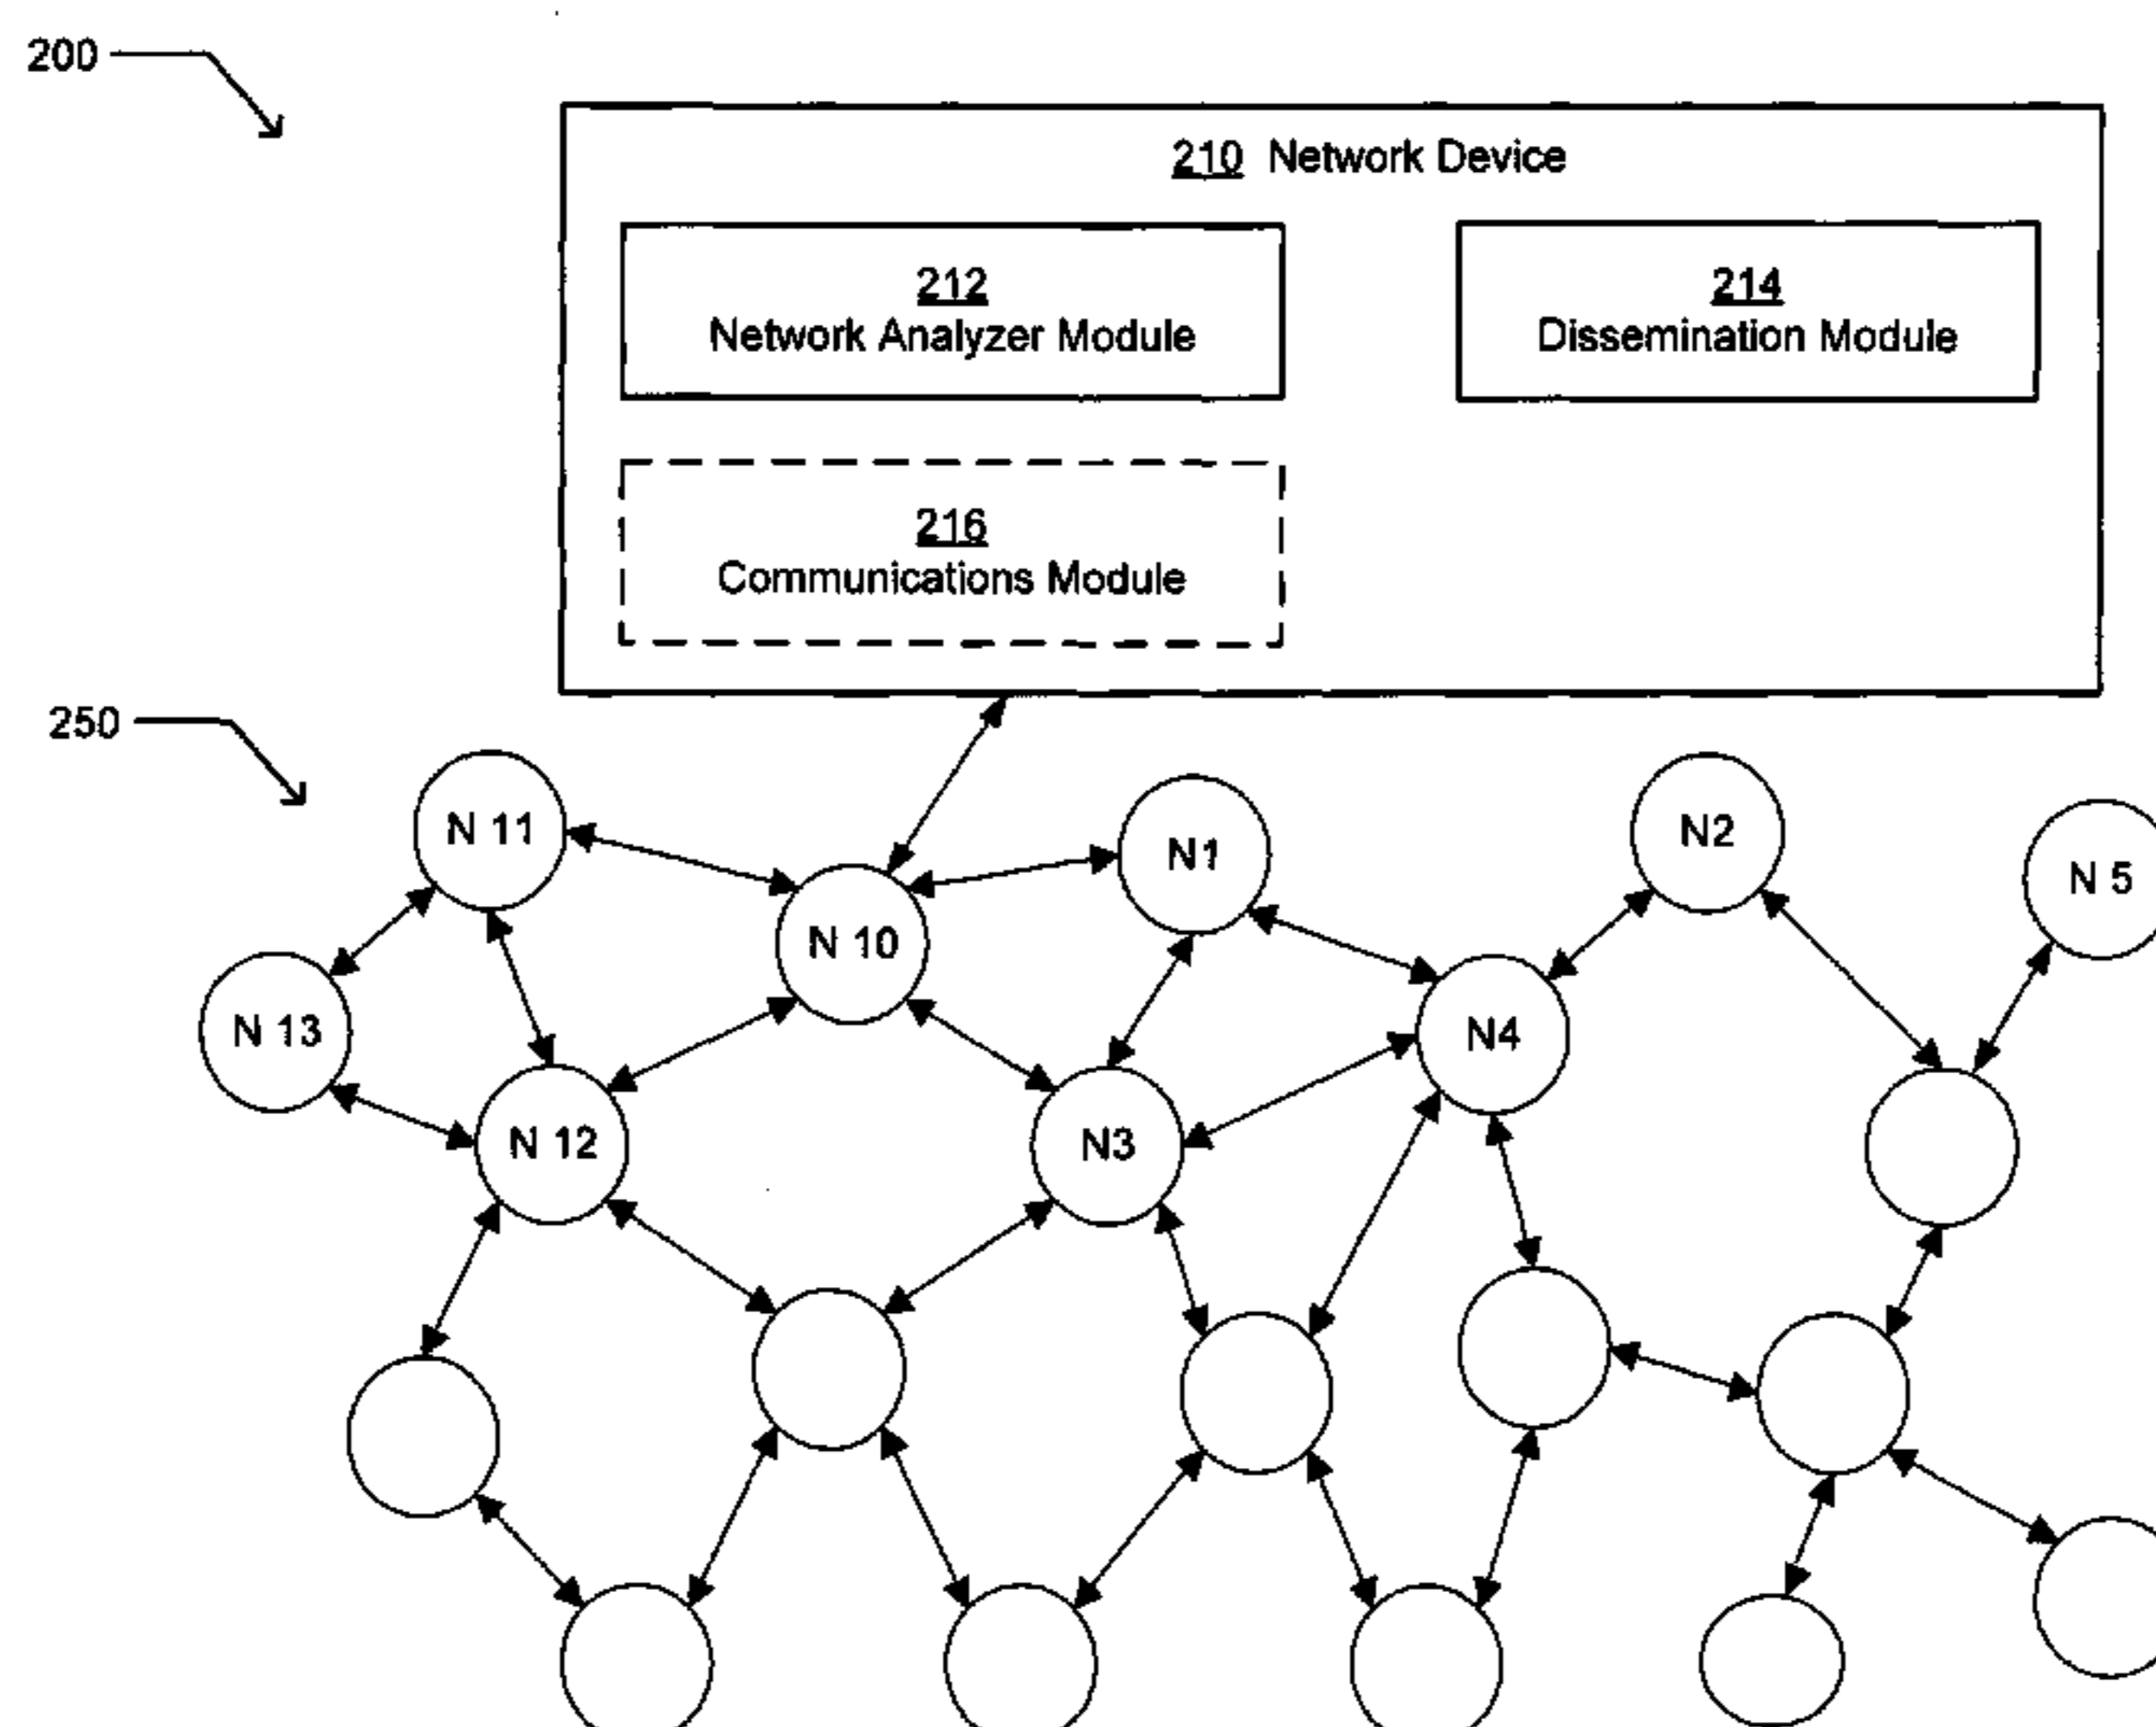 200
210 Network Device
212
Network Analyzer Module
214
Dissemination Module
216
Communications Module
250
N 11
N1
N2
N 5
N 10
N 13
N4
N 12
N3